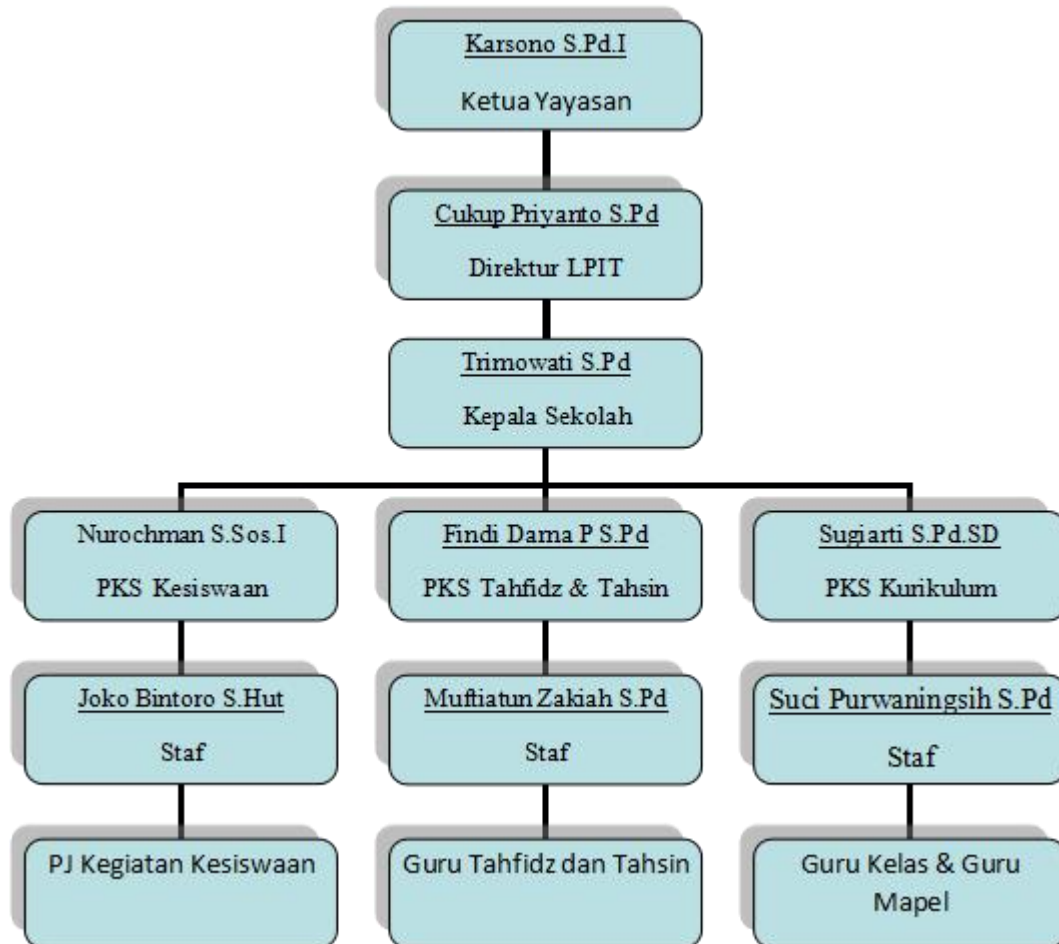 Karsono S.Pd.I
Ketua Yayasan
Cukup Priyanto S.Pd
Direktur LPIT
Trimowati S.Pd
Kepala Sekolah
Nurochman S.Sos.I
PKS Kesiswaan
Findi Dama P S.Pd
PKS Tahfidz & Tahsin
Sugiarti S.Pd.SD
PKS Kurikulum
Joko Bintoro S.Hut
Staf
Muftiatun Zakiah S.Pd
Staf
Suci Purwaningsih S.Pd
Staf
PJ Kegiatan Kesiswaan
Guru Tahfidz dan Tahsin
Guru Kelas & Guru
Mapel